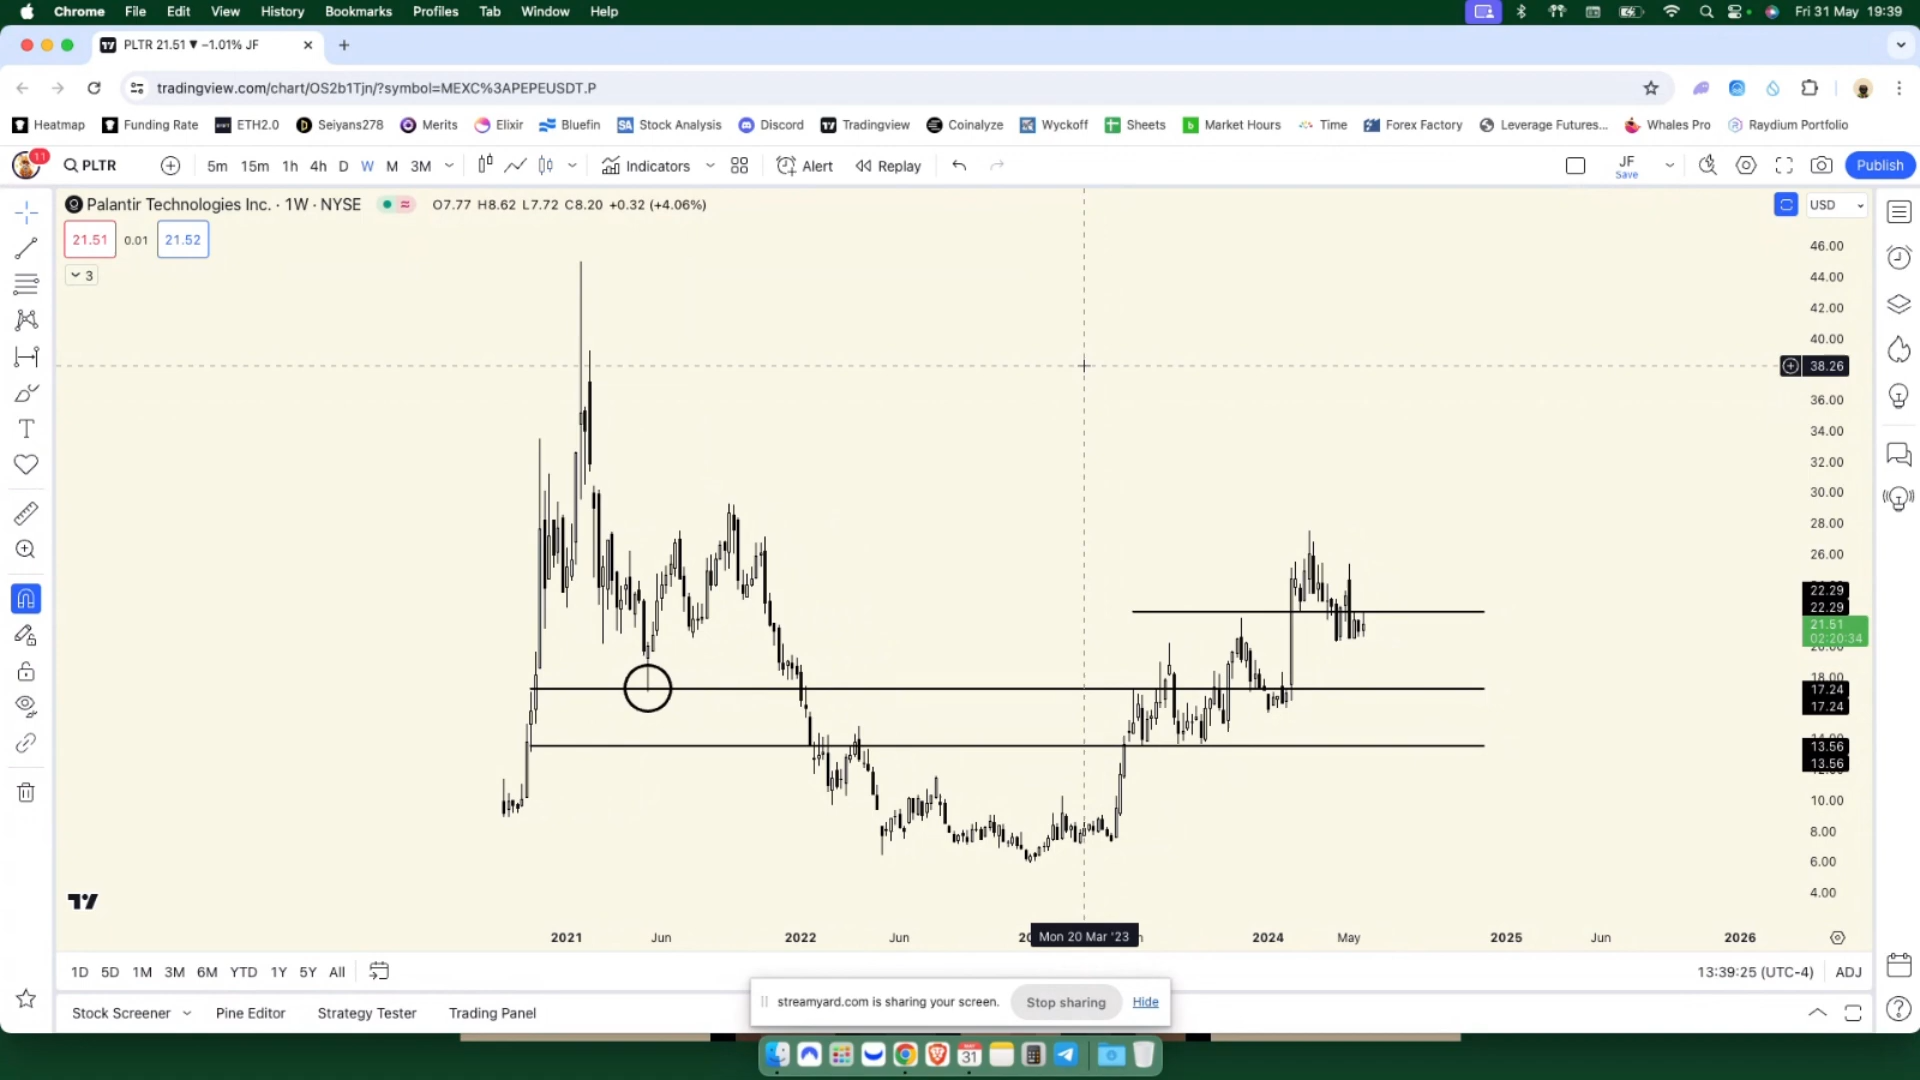 Chrome File Edit View History Bookmarks Profiles Tab Window Help Fri 31 May 19:39
PLTR 21.51 ▼ −1.01% JF
tradingview.com/chart/OS2b1Tjn/?symbol=MEXC%3APEPEUSDT.P
Heatmap Funding Rate ETH2.0 Seiyans278 Merits Elixir Bluefin Stock Analysis Discord Tradingview Coinalyze Wyckoff Sheets Market Hours Time Forex Factory Leverage Futures... Whales Pro Raydium Portfolio
11 PLTR 5m 15m 1h 4h D W M 3M Indicators Alert Replay JF Save Publish
Palantir Technologies Inc. · 1W · NYSE O7.77 H8.62 L7.72 C8.20 +0.32 (+4.06%) USD
21.51 0.01 21.52
3
46.00
44.00
42.00
40.00
38.26
36.00
34.00
32.00
30.00
28.00
26.00
22.29
22.29
21.51
02:20:34
20.00
18.00
17.24
17.24
14.00
13.56
13.56
10.00
8.00
6.00
4.00
2021 Jun 2022 Jun Mon 20 Mar '23 2024 May 2025 Jun 2026
1D 5D 1M 3M 6M YTD 1Y 5Y All 13:39:25 (UTC-4) ADJ
streamyard.com is sharing your screen. Stop sharing Hide
Stock Screener Pine Editor Strategy Tester Trading Panel
31